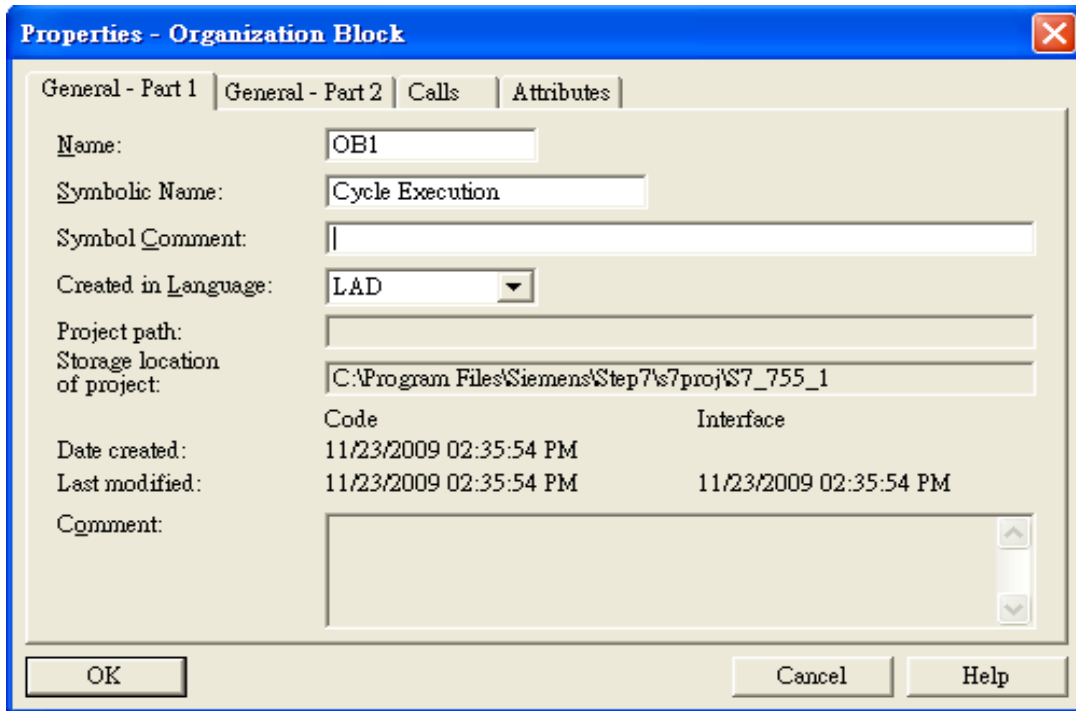 Properties - Organization Block
General - Part 1 General - Part 2 Calls Attributes
Name: OB1
Symbolic Name: Cycle Execution
Symbol Comment:
Created in Language: LAD
Project path:
Storage location
of project: C:\Program Files\Siemens\Step7\s7proj\S7_755_1
Code Interface
Date created: 11/23/2009 02:35:54 PM
Last modified: 11/23/2009 02:35:54 PM 11/23/2009 02:35:54 PM
Comment:
OK Cancel Help